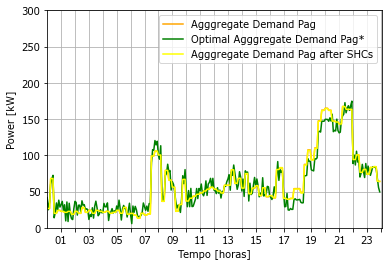 300
250
200
150
100
50
0
Power [kW]
Agggregate Demand Pag
Optimal Agggregate Demand Pag*
Agggregate Demand Pag after SHCs
01 03 05 07 09 11 13 15 17 19 21 23
Tempo [horas]